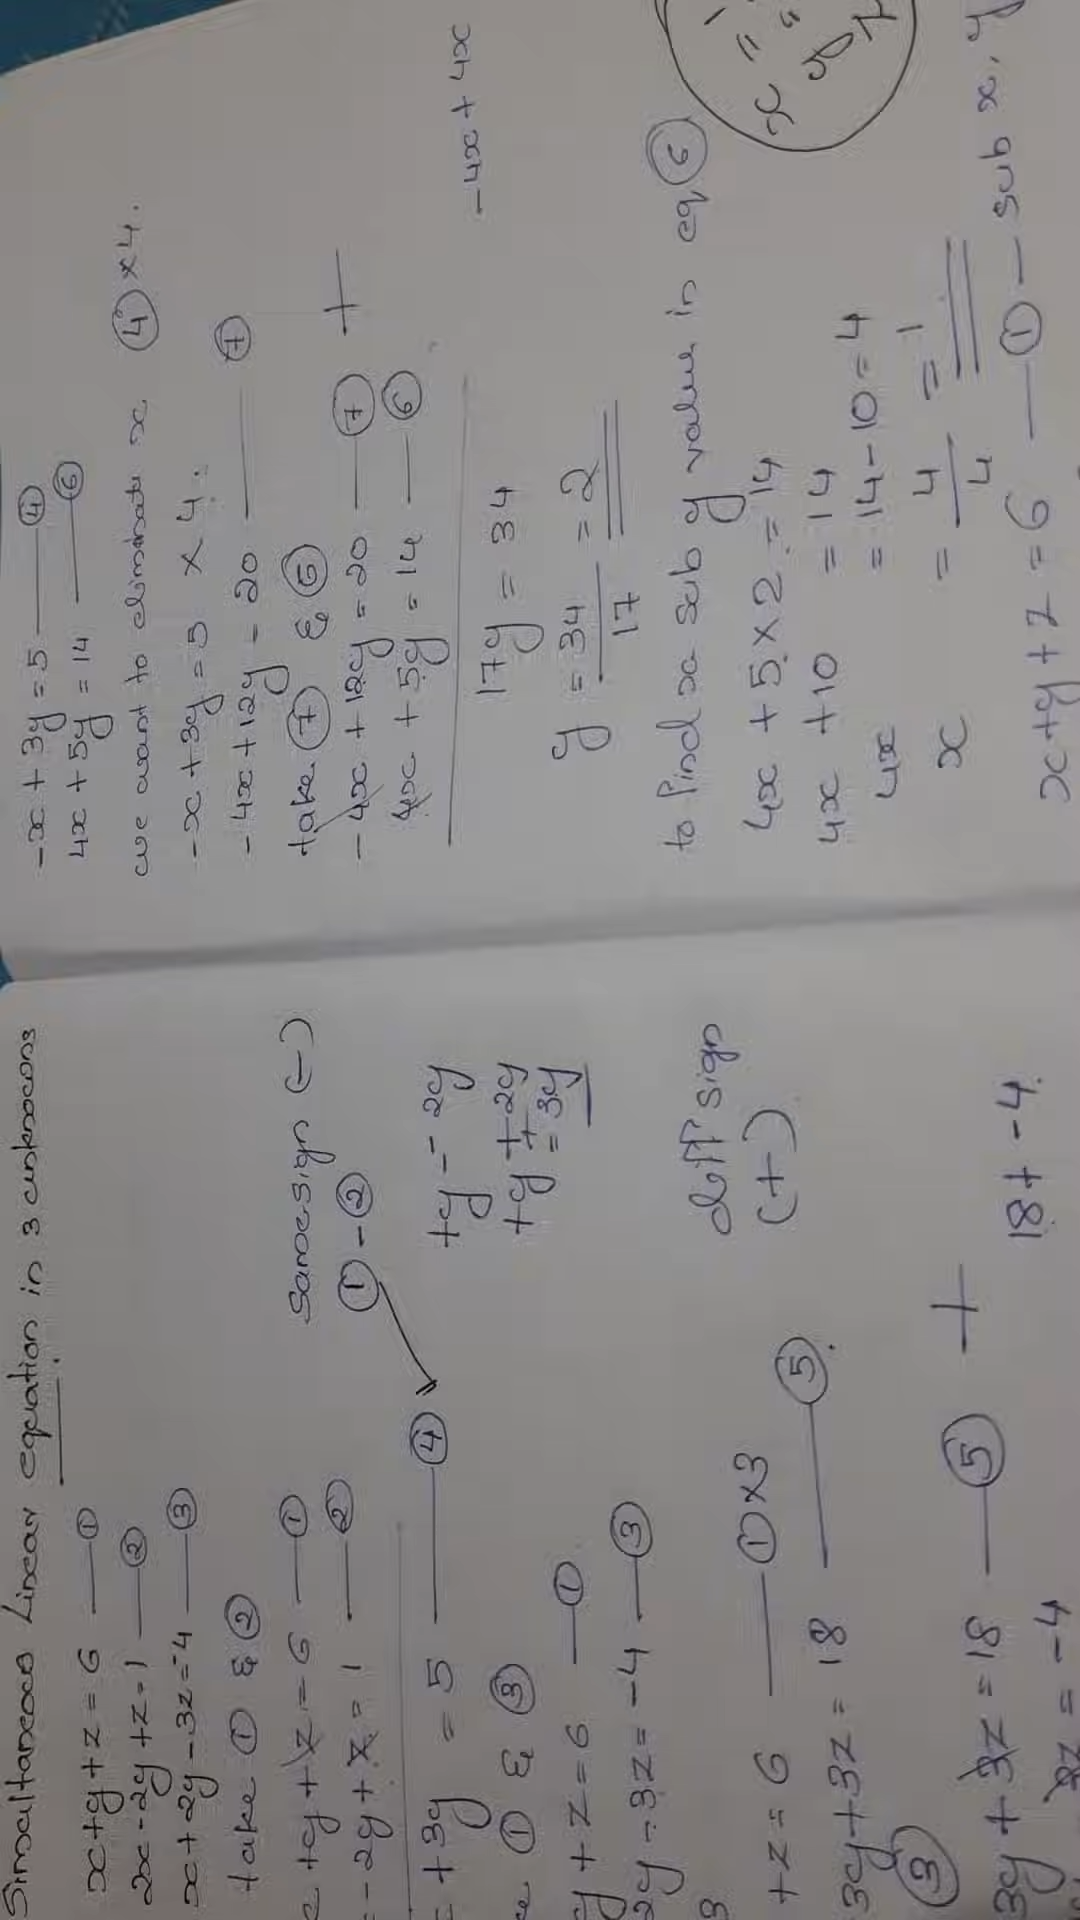 Simultaneous Linear equation in 3 unknowns
x+y+z = 6 —— ①
2x-2y+z=1 —— ②
x+2y-3z=-4 —— ③
take ① & ②
+y+z=6 —— ①
-2y+z=1 —— ②
Same sign (-)
① - ②
+3y = 5 —— ④
+y - -2y
+y + +2y
= 3y
① & ③
y+z=6 —— ①
2y-3z=-4 —— ③
diff sign
(+)
+z=6 —— ①×3
3y+3z=18 —— ⑤
③
3y+3z=18 —— ⑤ +
3z=-4
18+-4
-x+3y=5 —— ④
4x+5y=14 —— ⑥
we want to eliminate x ④×4.
-x+3y=5 ×4.
-4x+12y=20 —— ⑦
take ⑦ & ⑥
-4x+12y=20 —— ⑦ +
4x+5y=14 —— ⑥
-4x+4x
17y = 34
y = 34/17 = 2
to find x sub y value in eq ⑥
4x+5×2=14
4x+10 = 14
4x = 14-10=4
x = 4/4 = 1
x+y+z=6 —— ① — sub x, y